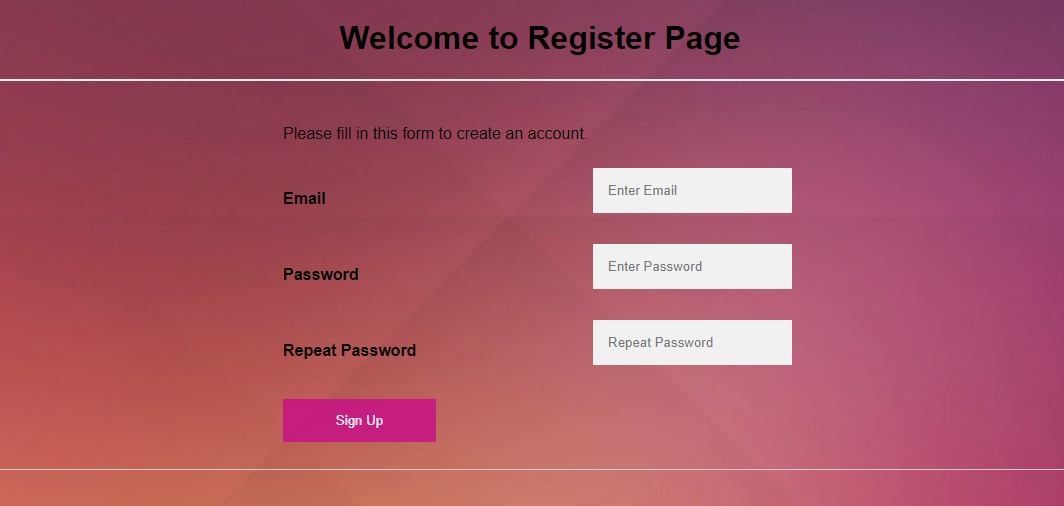 Welcome to Register Page
Please fill in this form to create an account.
Email
Enter Email
Password
Enter Password
Repeat Password
Repeat Password
Sign Up